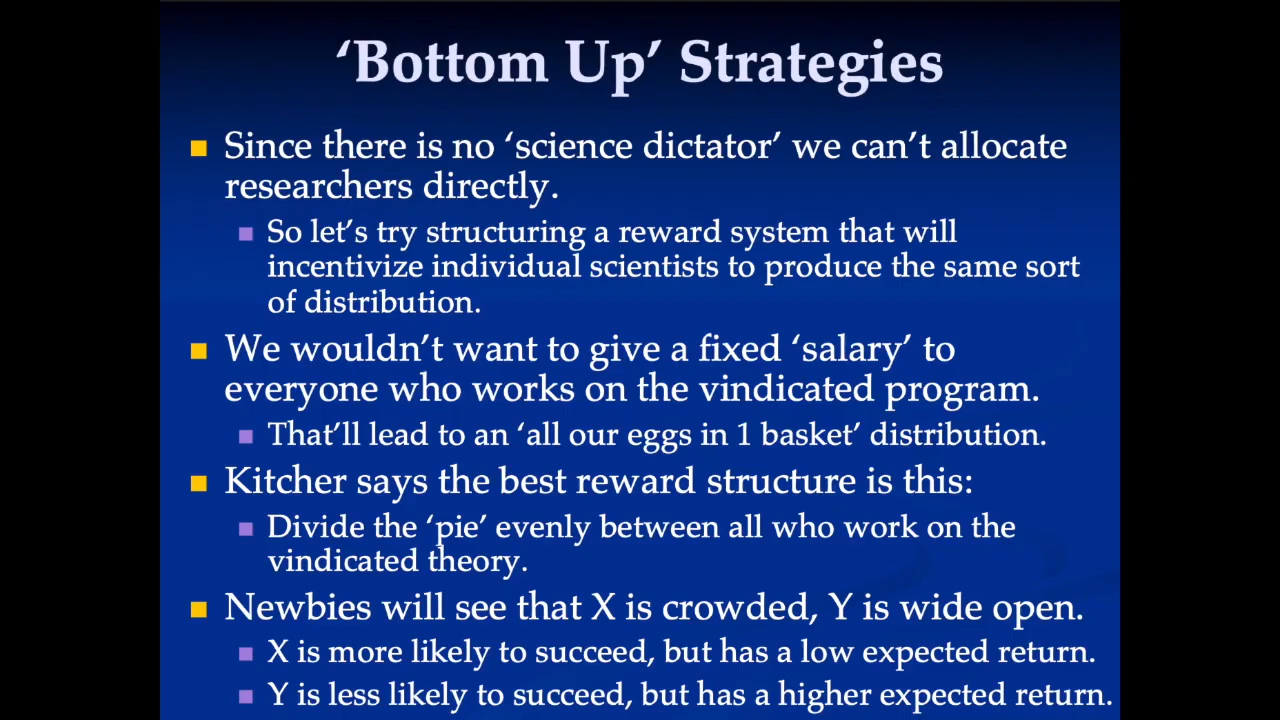 ‘Bottom Up’ Strategies
Since there is no ‘science dictator’ we can’t allocate
researchers directly.
So let’s try structuring a reward system that will
incentivize individual scientists to produce the same sort
of distribution.
We wouldn’t want to give a fixed ‘salary’ to
everyone who works on the vindicated program.
That’ll lead to an ‘all our eggs in 1 basket’ distribution.
Kitcher says the best reward structure is this:
Divide the ‘pie’ evenly between all who work on the
vindicated theory.
Newbies will see that X is crowded, Y is wide open.
X is more likely to succeed, but has a low expected return.
Y is less likely to succeed, but has a higher expected return.